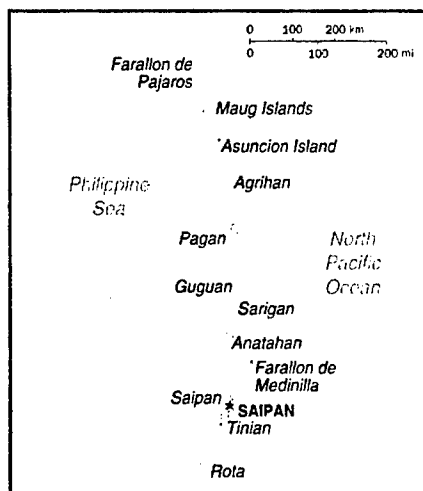 0 100 200 km
0 100 200 mi
Farallon de
Pajaros
Maug Islands
Asuncion Island
Philippine
Sea
Agrihan
Pagan
North
Pacific
Ocean
Guguan
Sarigan
Anatahan
Farallon de
Medinilla
Saipan
SAIPAN
Tinian
Rota